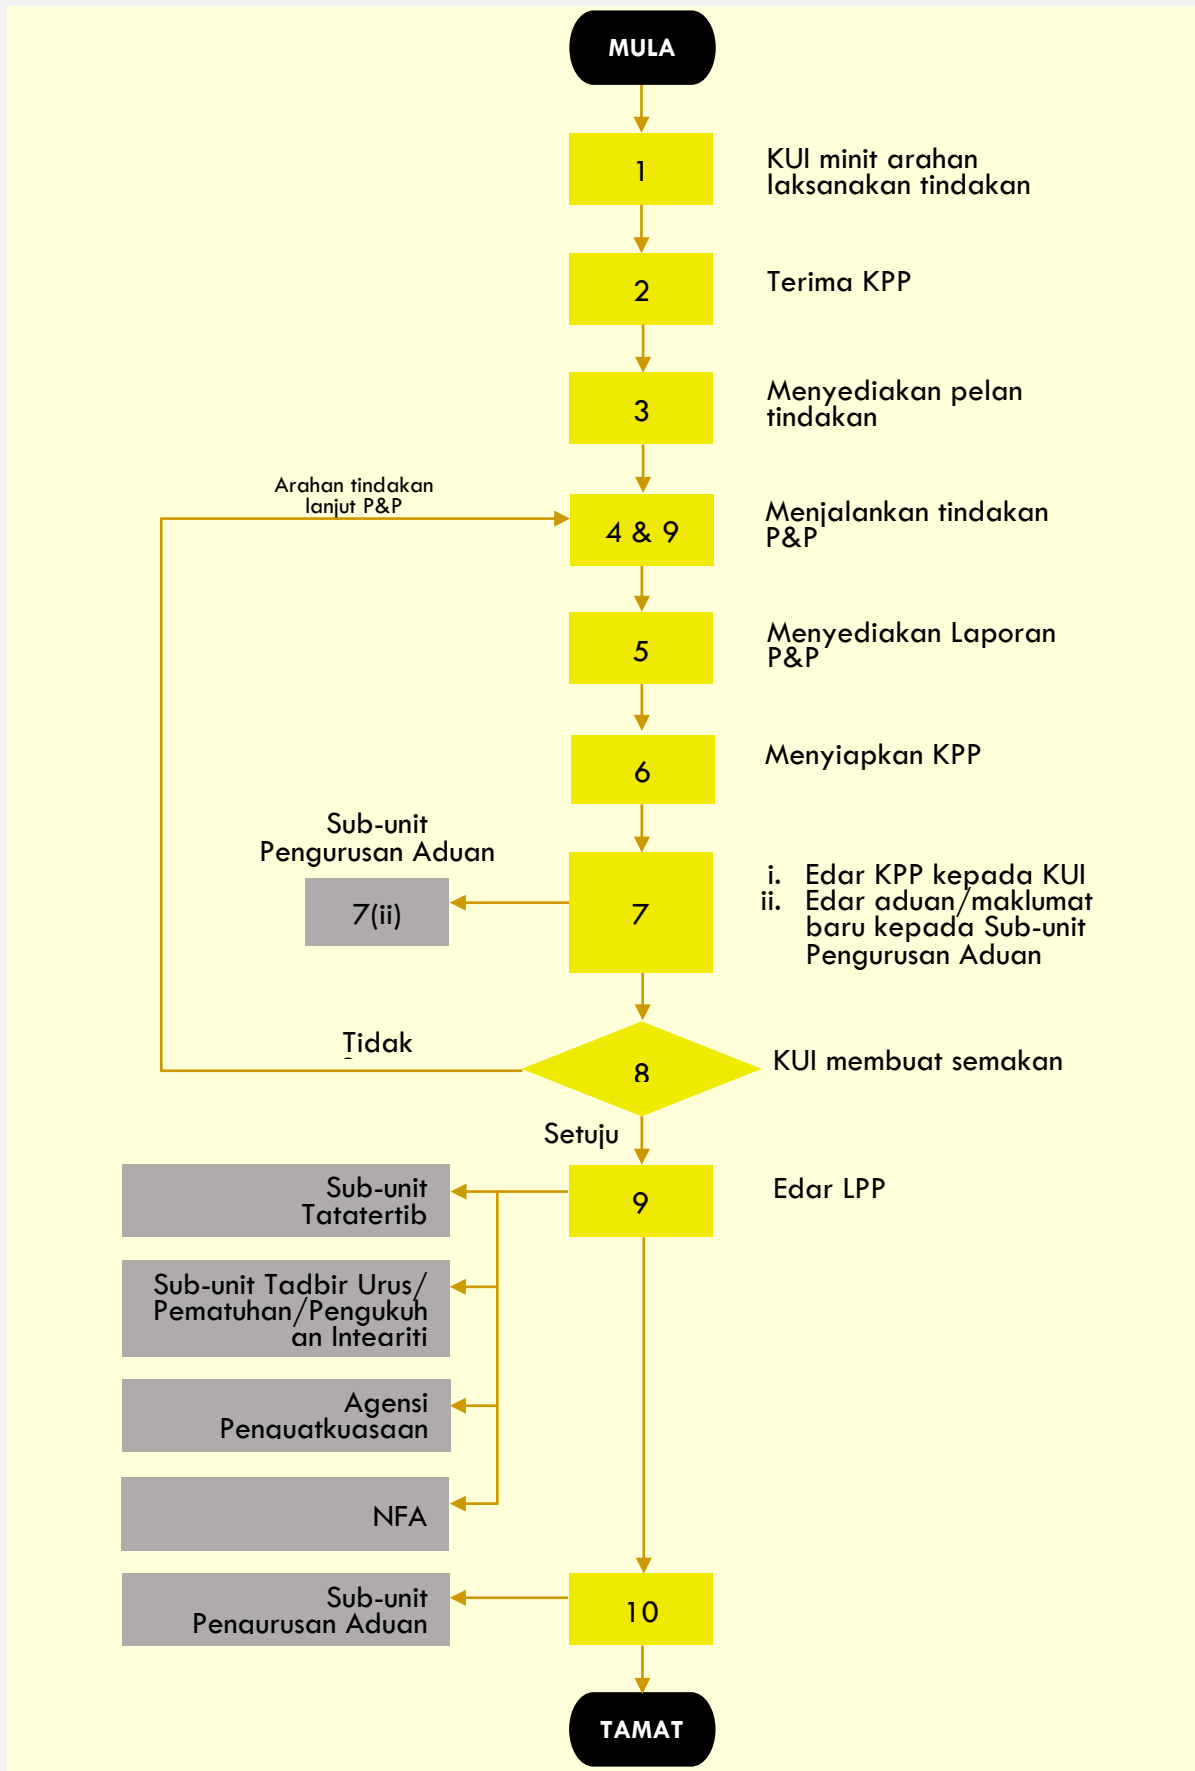 MULA
1
KUI minit arahan
laksanakan tindakan
2
Terima KPP
3
Menyediakan pelan
tindakan
Arahan tindakan
lanjut P&P
4 & 9
Menjalankan tindakan
P&P
5
Menyediakan Laporan
P&P
6
Menyiapkan KPP
Sub-unit
Pengurusan Aduan
7(ii)
7
i. Edar KPP kepada KUI
ii. Edar aduan/maklumat
baru kepada Sub-unit
Pengurusan Aduan
Tidak
8
KUI membuat semakan
Setuju
Sub-unit
Tatatertib
9
Edar LPP
Sub-unit Tadbir Urus/
Pematuhan/Pengukuh
an Integriti
Agensi
Penguatkuasaan
NFA
Sub-unit
Pengurusan Aduan
10
TAMAT